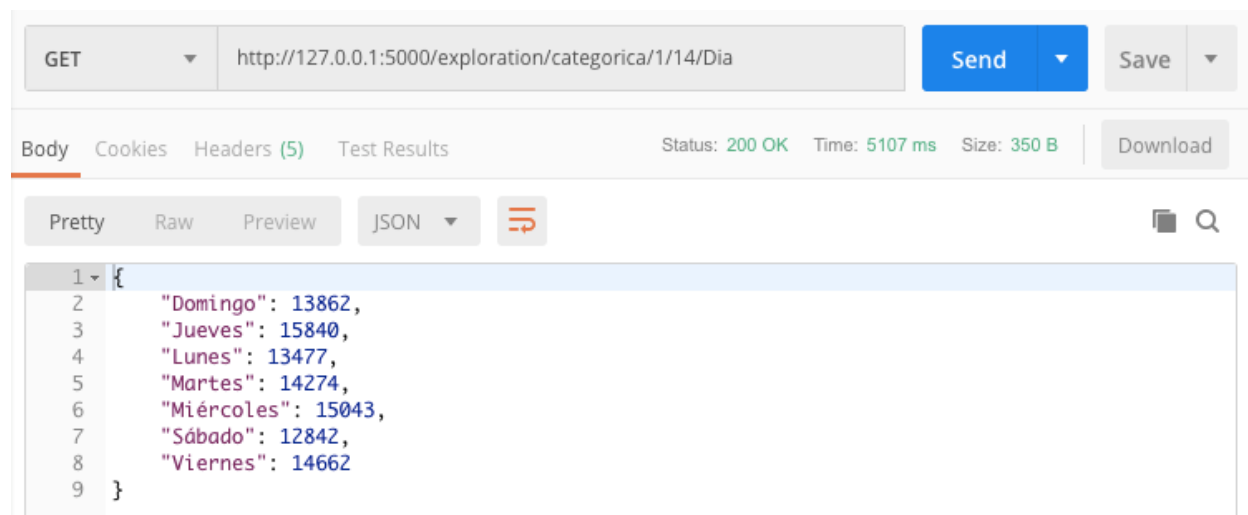 GET http://127.0.0.1:5000/exploration/categorica/1/14/Dia Send Save
Body Cookies Headers (5) Test Results Status: 200 OK Time: 5107 ms Size: 350 B Download
Pretty Raw Preview JSON
1 {
2 "Domingo": 13862,
3 "Jueves": 15840,
4 "Lunes": 13477,
5 "Martes": 14274,
6 "Miércoles": 15043,
7 "Sábado": 12842,
8 "Viernes": 14662
9 }